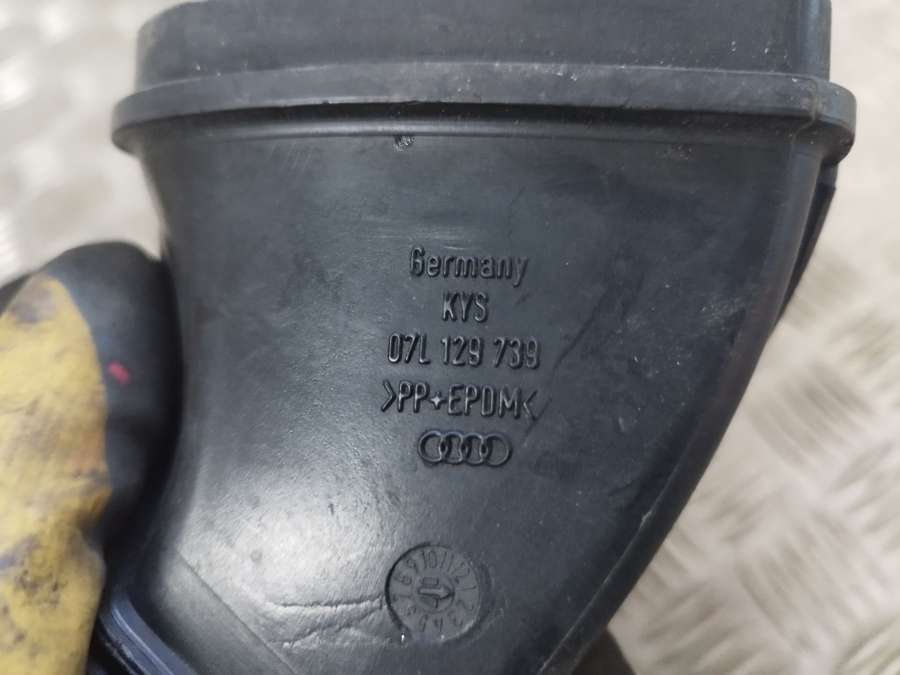 Germany
KYS
07L 129 739
>PP+EPDM<